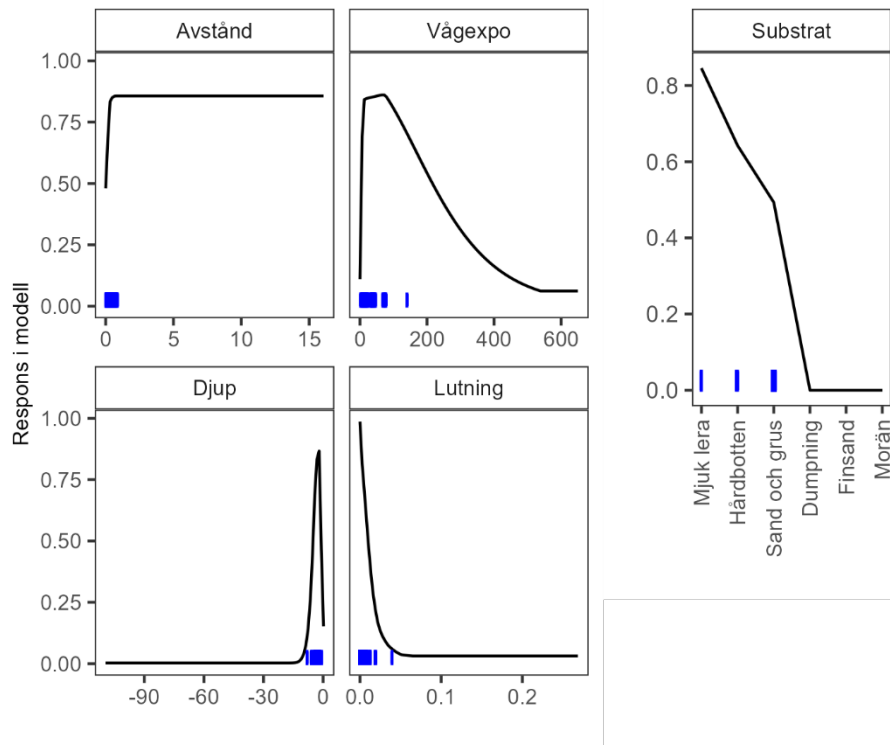 Avstånd
Vågexpo
Substrat
Respons i modell
1.00
0.75
0.50
0.25
0.00
0 5 10 15
0 200 400 600
Djup
Lutning
1.00
0.75
0.50
0.25
0.00
-90 -60 -30 0
0.0 0.1 0.2
0.8
0.6
0.4
0.2
0.0
Mjuk lera
Hårdbotten
Sand och grus
Dumpning
Finsand
Morän